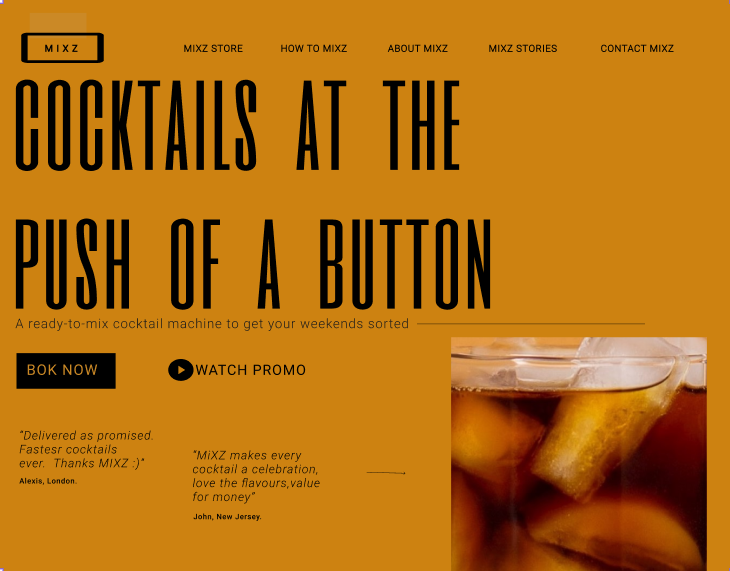 MIXZ
MIXZ STORE
HOW TO MIXZ
ABOUT MIXZ
MIXZ STORIES
CONTACT MIXZ
COCKTAILS AT THE
PUSH OF A BUTTON
A ready-to-mix cocktail machine to get your weekends sorted
BOK NOW
WATCH PROMO
“Delivered as promised.
Fastest cocktails
ever. Thanks MIXZ :)”
Alexis, London.
“MiXZ makes every
cocktail a celebration,
love the flavours,value
for money”
John, New Jersey.